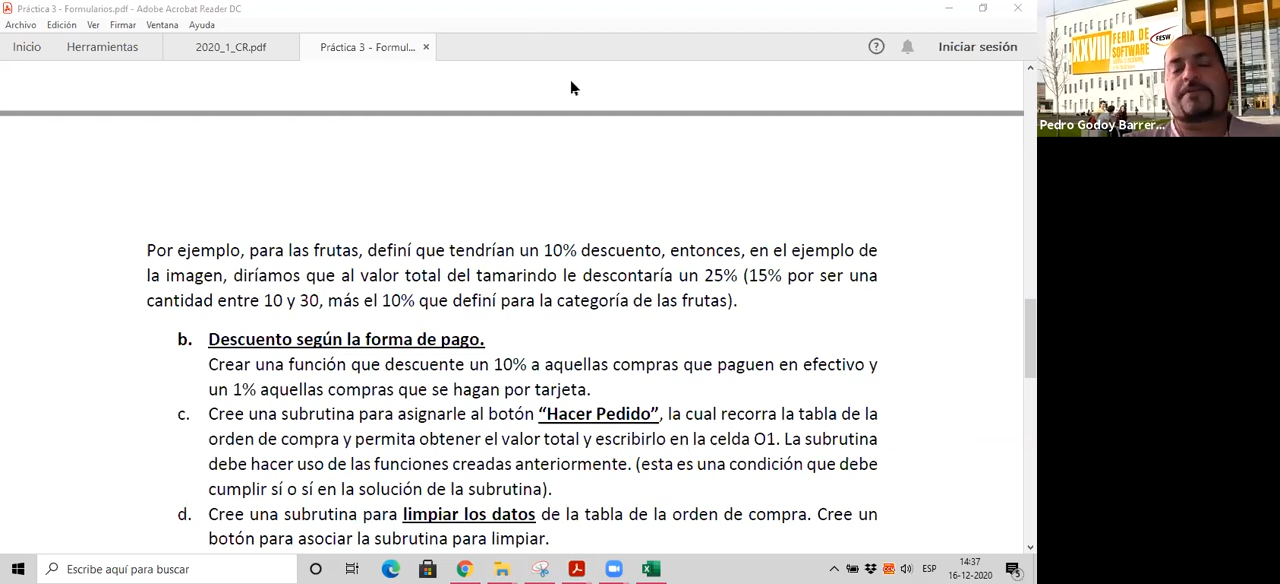 Práctica 3 - Formularios.pdf - Adobe Acrobat Reader DC
Archivo Edición Ver Firmar Ventana Ayuda
Inicio Herramientas 2020_1_CR.pdf Práctica 3 - Formul... × ? Iniciar sesión
XXVIII FERIA DE SOFTWARE
FESW
Pedro Godoy Barrer...
Por ejemplo, para las frutas, definí que tendrían un 10% descuento, entonces, en el ejemplo de
la imagen, diríamos que al valor total del tamarindo le descontaría un 25% (15% por ser una
cantidad entre 10 y 30, más el 10% que definí para la categoría de las frutas).
b. Descuento según la forma de pago.
Crear una función que descuente un 10% a aquellas compras que paguen en efectivo y
un 1% aquellas compras que se hagan por tarjeta.
c. Cree una subrutina para asignarle al botón “Hacer Pedido”, la cual recorra la tabla de la
orden de compra y permita obtener el valor total y escribirlo en la celda O1. La subrutina
debe hacer uso de las funciones creadas anteriormente. (esta es una condición que debe
cumplir sí o sí en la solución de la subrutina).
d. Cree una subrutina para limpiar los datos de la tabla de la orden de compra. Cree un
botón para asociar la subrutina para limpiar.
Escribe aquí para buscar
ESP
14:37
16-12-2020
5